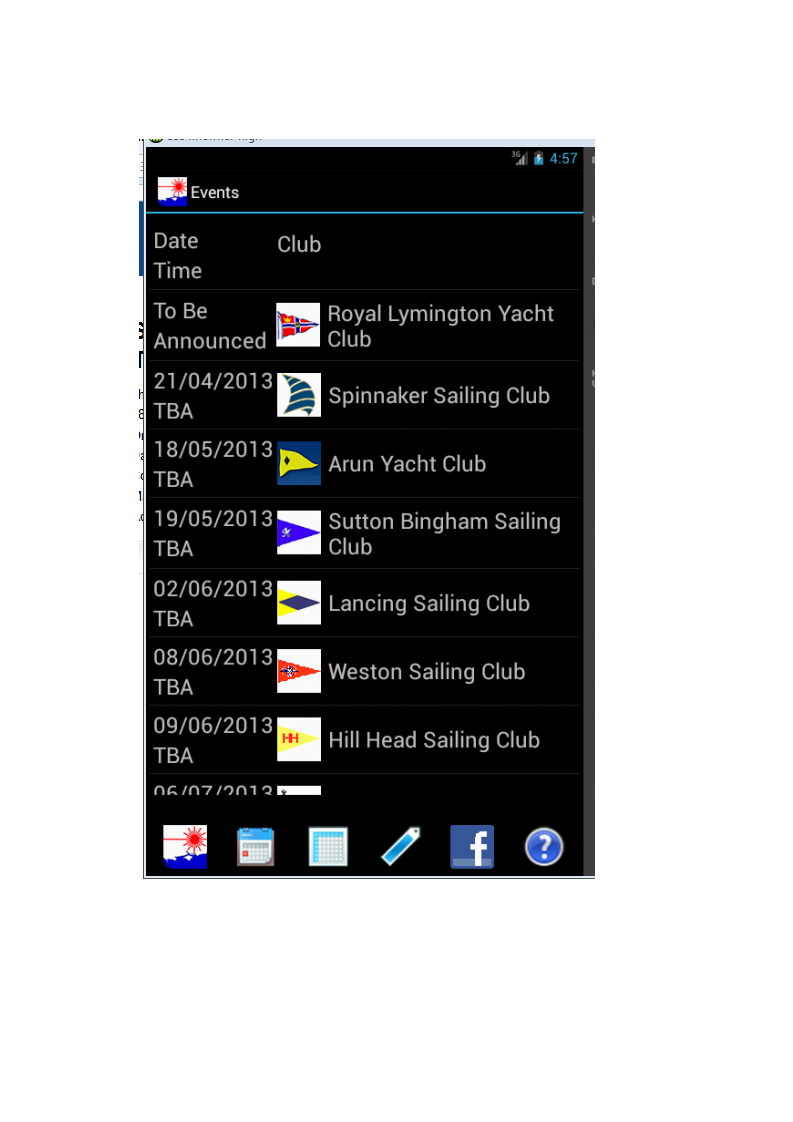 3G 4:57
Events
Date
Time
Club
To Be
Announced
Royal Lymington Yacht
Club
21/04/2013
TBA
Spinnaker Sailing Club
18/05/2013
TBA
Arun Yacht Club
19/05/2013
TBA
Sutton Bingham Sailing
Club
02/06/2013
TBA
Lancing Sailing Club
08/06/2013
TBA
Weston Sailing Club
09/06/2013
TBA
HH
Hill Head Sailing Club
06/07/2013
f
?